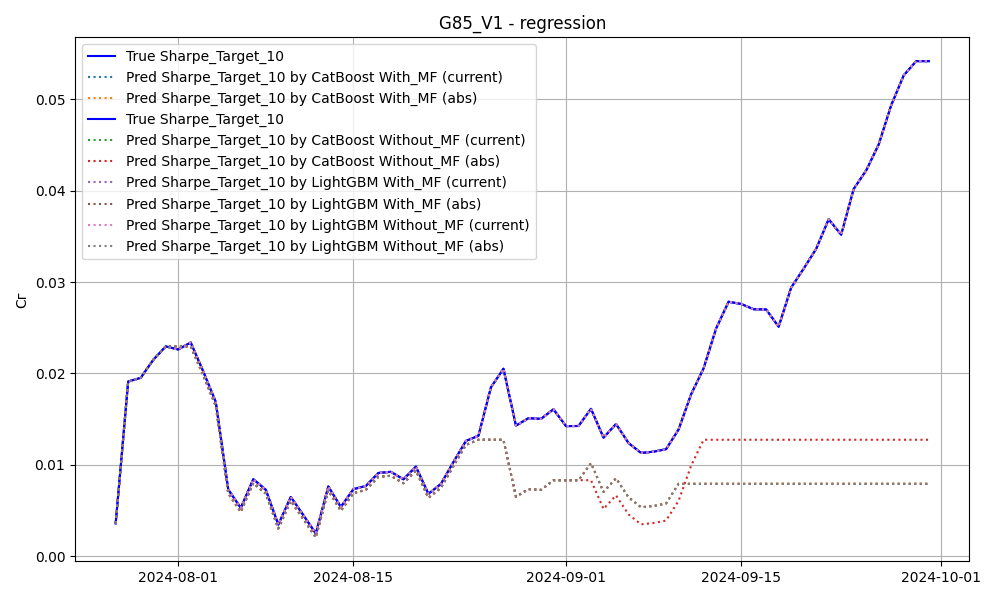 G85_V1 - regression
True Sharpe_Target_10
Pred Sharpe_Target_10 by CatBoost With_MF (current)
Pred Sharpe_Target_10 by CatBoost With_MF (abs)
True Sharpe_Target_10
Pred Sharpe_Target_10 by CatBoost Without_MF (current)
Pred Sharpe_Target_10 by CatBoost Without_MF (abs)
Pred Sharpe_Target_10 by LightGBM With_MF (current)
Pred Sharpe_Target_10 by LightGBM With_MF (abs)
Pred Sharpe_Target_10 by LightGBM Without_MF (current)
Pred Sharpe_Target_10 by LightGBM Without_MF (abs)
0.05
0.04
0.03
0.02
0.01
0.00
Cr
2024-08-01
2024-08-15
2024-09-01
2024-09-15
2024-10-01